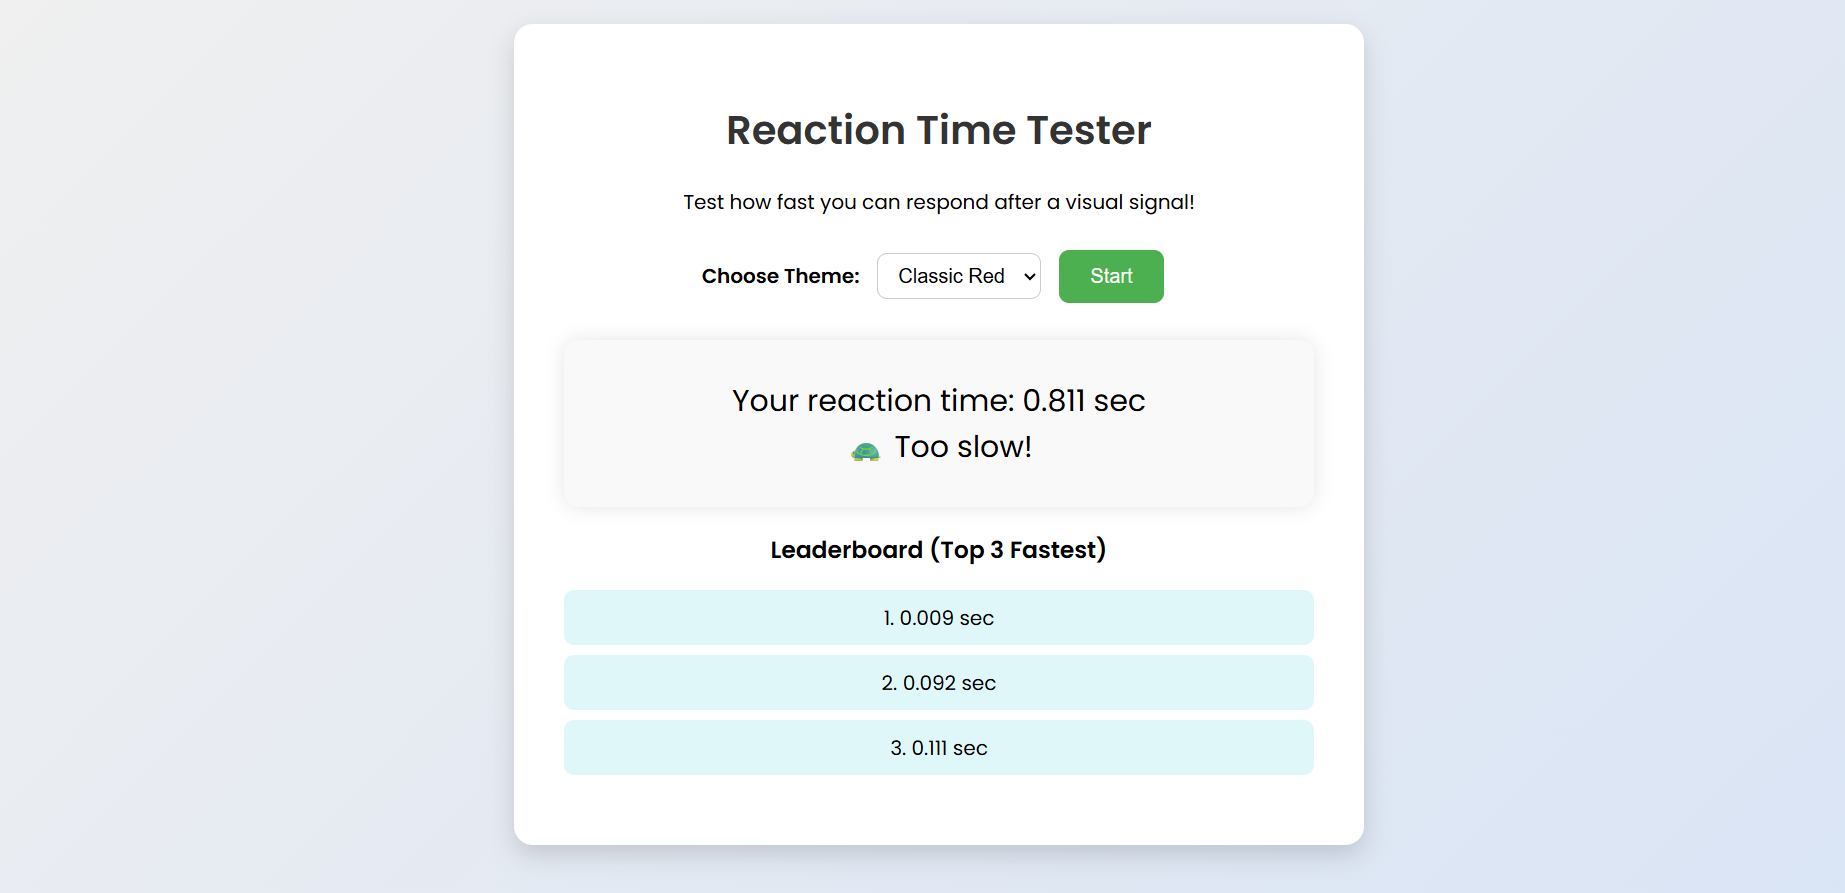 Reaction Time Tester
Test how fast you can respond after a visual signal!
Choose Theme: Classic Red Start
Your reaction time: 0.811 sec
🐢 Too slow!
Leaderboard (Top 3 Fastest)
1. 0.009 sec
2. 0.092 sec
3. 0.111 sec